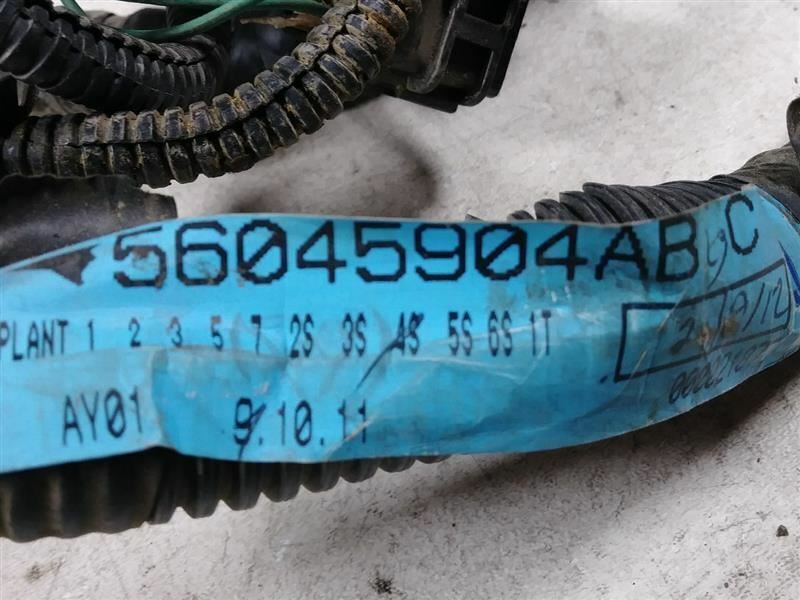 56045904AB C
PLANT 1 2 3 5 7 2S 3S 4S 5S 6S 1T
AY01 9.10.11